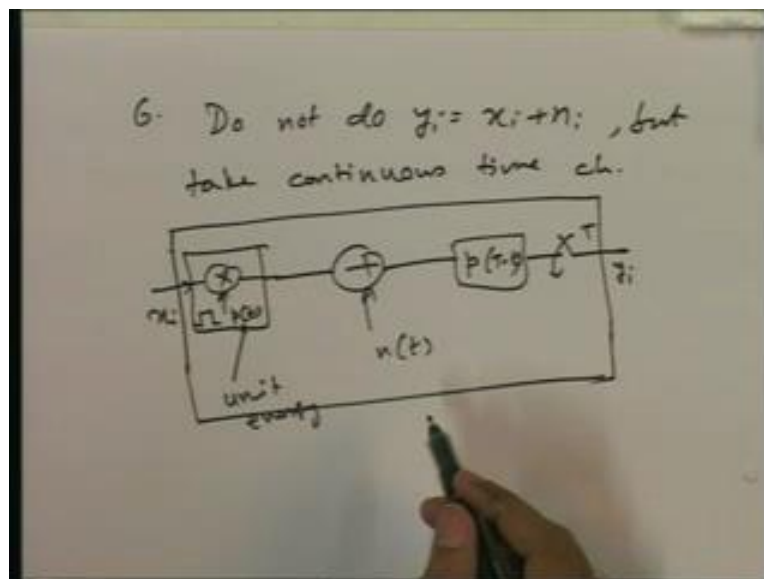 6. Do not do yi = xi + ni , but
take continuous time ch.
xi
p(t)
p(T-t)
T
yi
n(t)
unit
energy